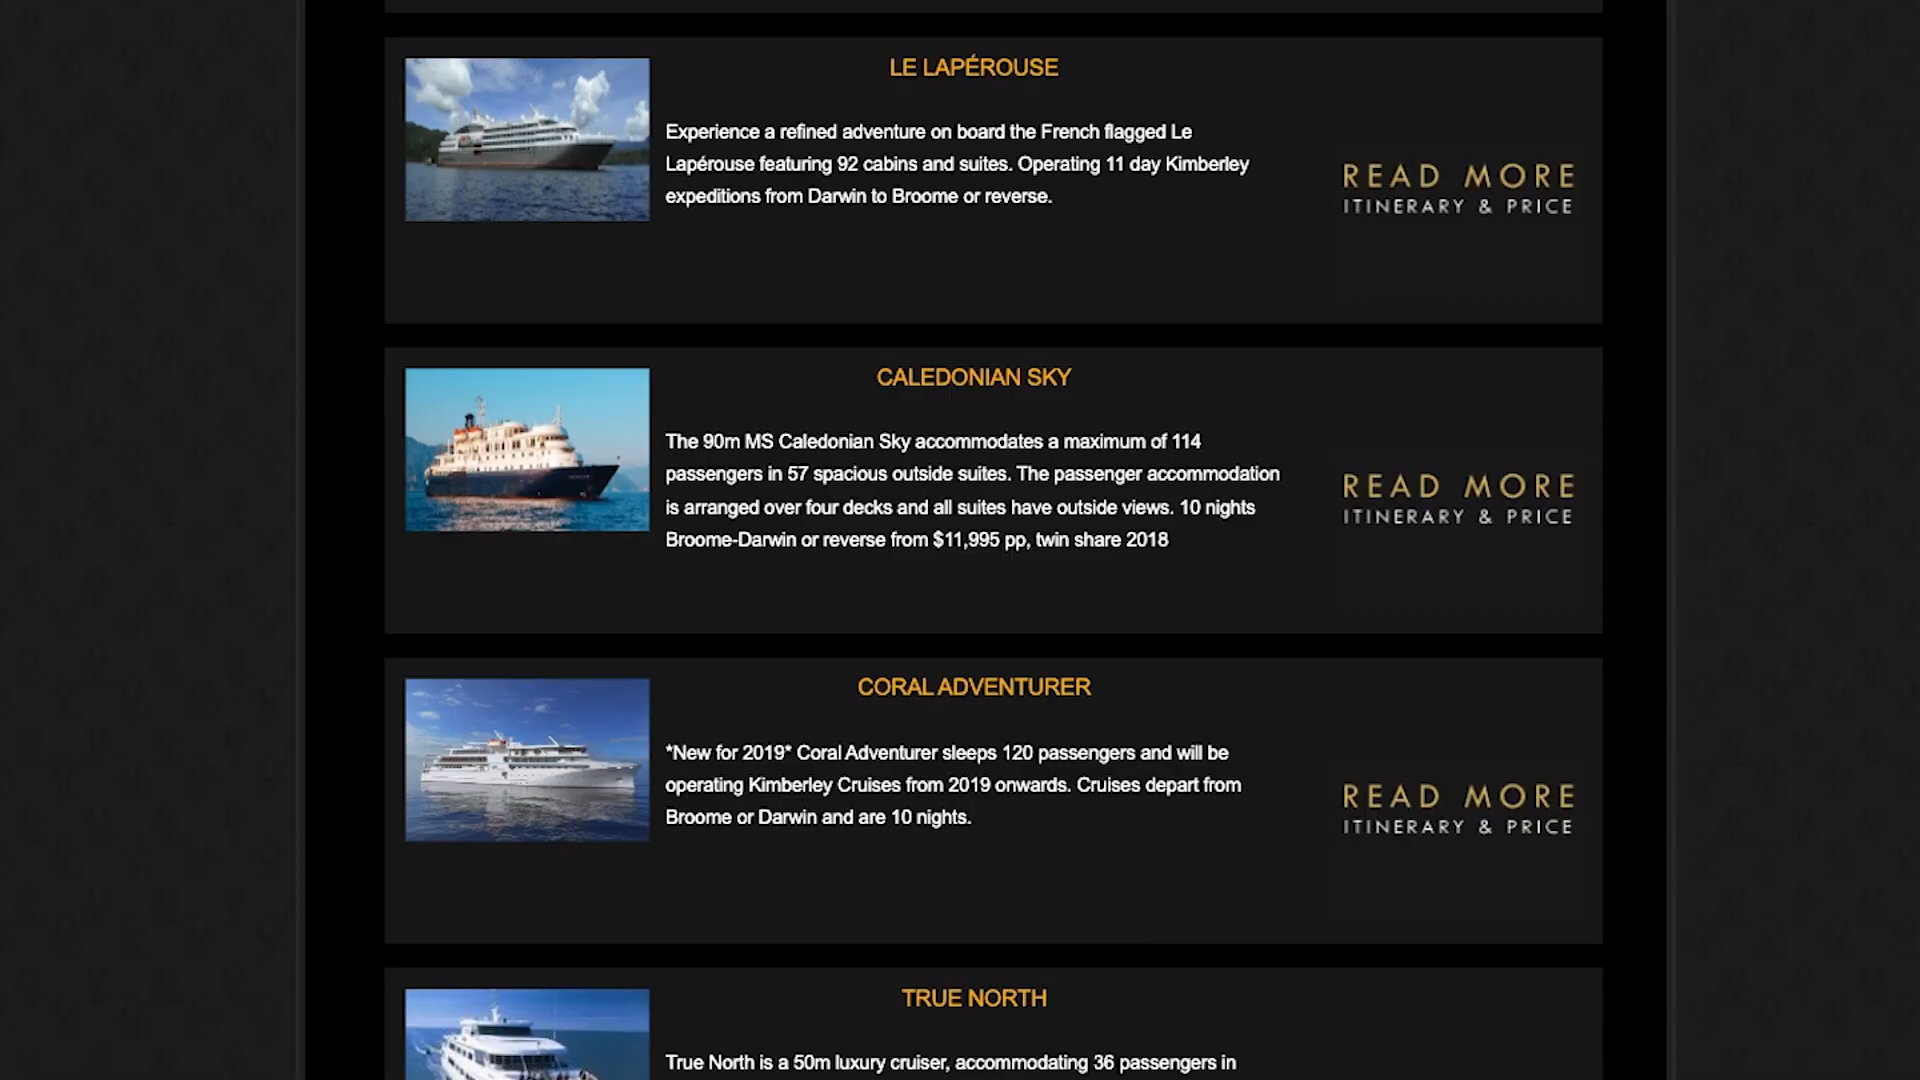 LE LAPÉROUSE
Experience a refined adventure on board the French flagged Le
Lapérouse featuring 92 cabins and suites. Operating 11 day Kimberley
expeditions from Darwin to Broome or reverse.
READ MORE
ITINERARY & PRICE
CALEDONIAN SKY
The 90m MS Caledonian Sky accommodates a maximum of 114
passengers in 57 spacious outside suites. The passenger accommodation
is arranged over four decks and all suites have outside views. 10 nights
Broome-Darwin or reverse from $11,995 pp, twin share 2018
READ MORE
ITINERARY & PRICE
CORAL ADVENTURER
*New for 2019* Coral Adventurer sleeps 120 passengers and will be
operating Kimberley Cruises from 2019 onwards. Cruises depart from
Broome or Darwin and are 10 nights.
READ MORE
ITINERARY & PRICE
TRUE NORTH
True North is a 50m luxury cruiser, accommodating 36 passengers in